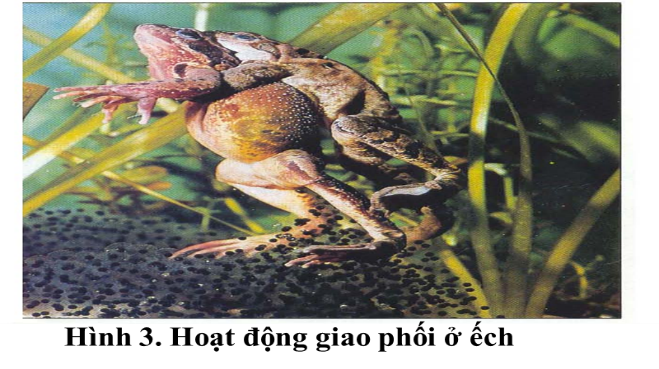 Hình 3. Hoạt động giao phối ở ếch